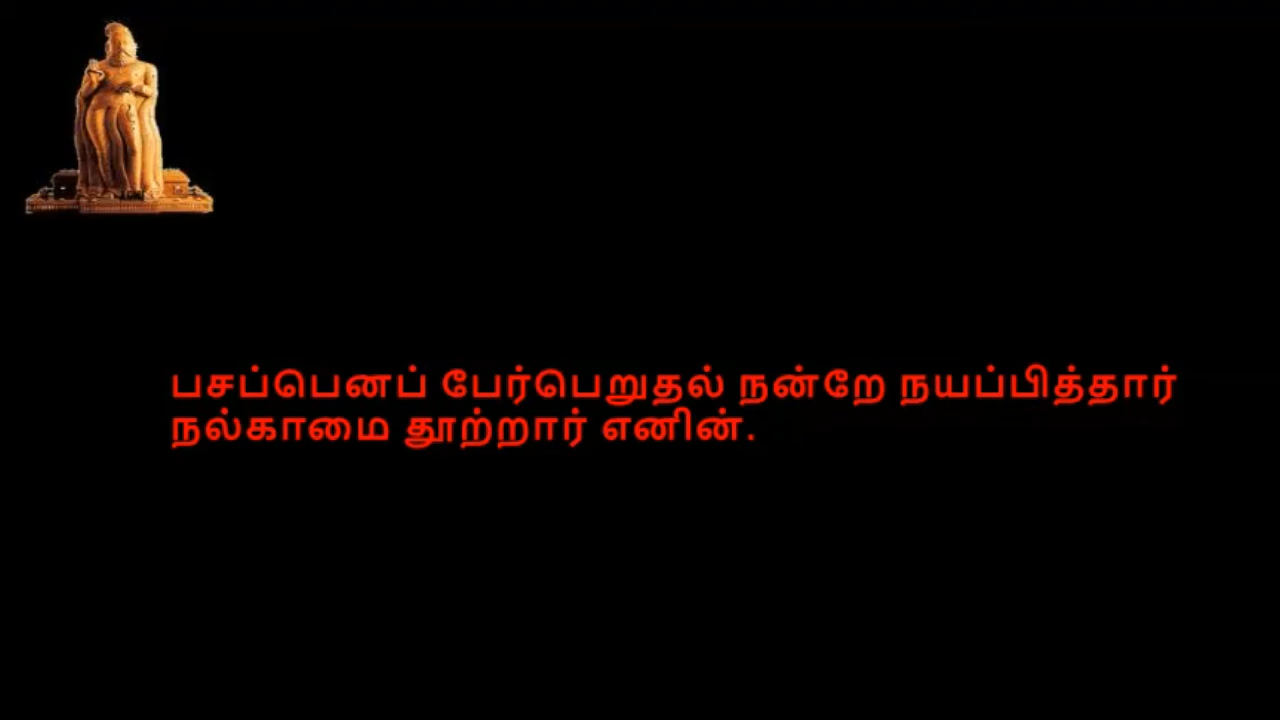 பசப்பெனப் பேர்பெறுதல் நன்றே நயப்பித்தார்
நல்காமை தூற்றார் எனின்.